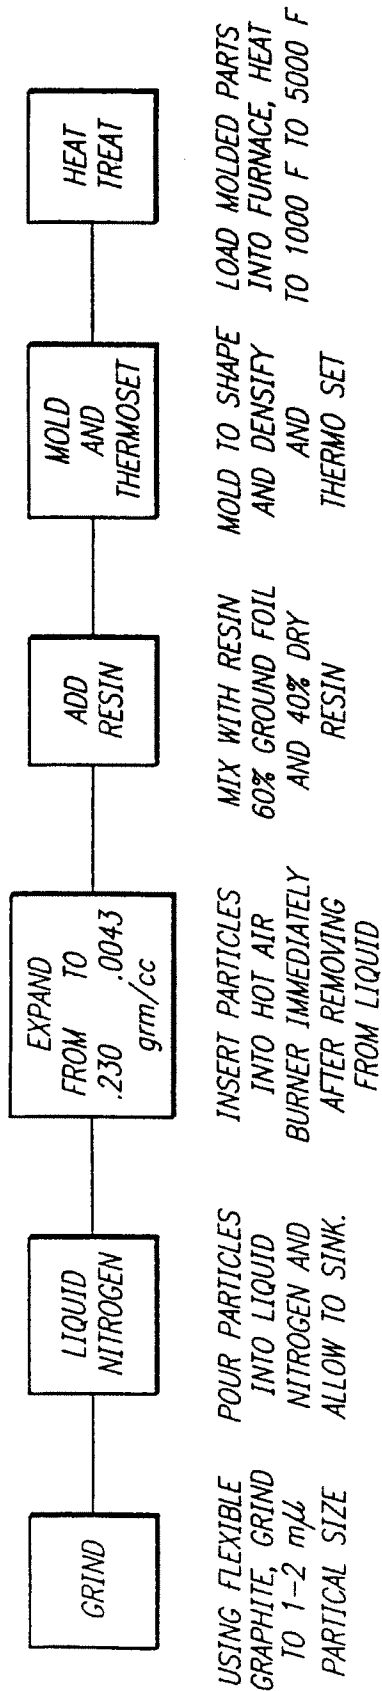 GRIND
LIQUID
NITROGEN
EXPAND
FROM TO
.230 .0043
grm/cc
ADD
RESIN
MOLD
AND
THERMOSET
HEAT
TREAT
USING FLEXIBLE
GRAPHITE, GRIND
TO 1-2 mμ
PARTICAL SIZE
POUR PARTICLES
INTO LIQUID
NITROGEN AND
ALLOW TO SINK.
INSERT PARTICLES
INTO HOT AIR
BURNER IMMEDIATELY
AFTER REMOVING
FROM LIQUID
MIX WITH RESIN
60% GROUND FOIL
AND 40% DRY
RESIN
MOLD TO SHAPE
AND DENSIFY
AND
THERMO SET
LOAD MOLDED PARTS
INTO FURNACE, HEAT
TO 1000 F TO 5000 F